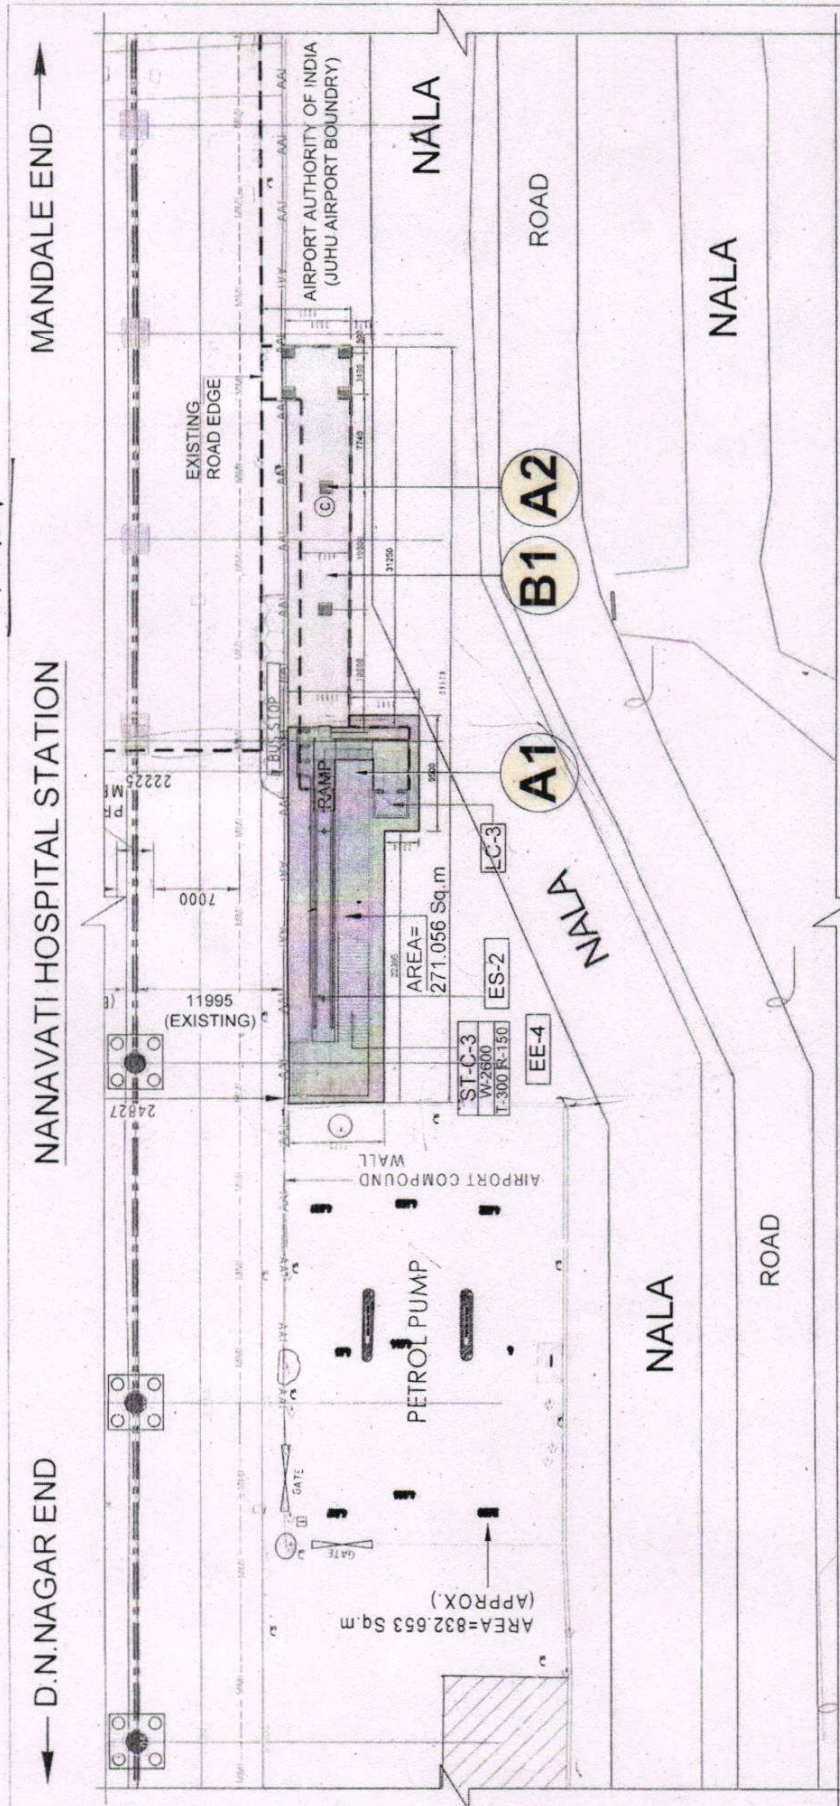 ← D.N.NAGAR END
NANAVATI HOSPITAL STATION
MANDALE END →
24827
11995
(EXISTING)
7000
22225
EXISTING
ROAD EDGE
AIRPORT AUTHORITY OF INDIA
(JUHU AIRPORT BOUNDRY)
BUS STOP
RAMP
AREA=
271.056 Sq.m
ST-C-3
W-2600
T-300 R-150
ES-2
EE-4
LC-3
A1
B1
A2
C
7740
10000
31250
9500
AIRPORT COMPOUND
WALL
PETROL PUMP
GATE
GATE
AREA=832.653 Sq.m
(APPROX.)
NALA
NALA
NALA
NALA
ROAD
ROAD